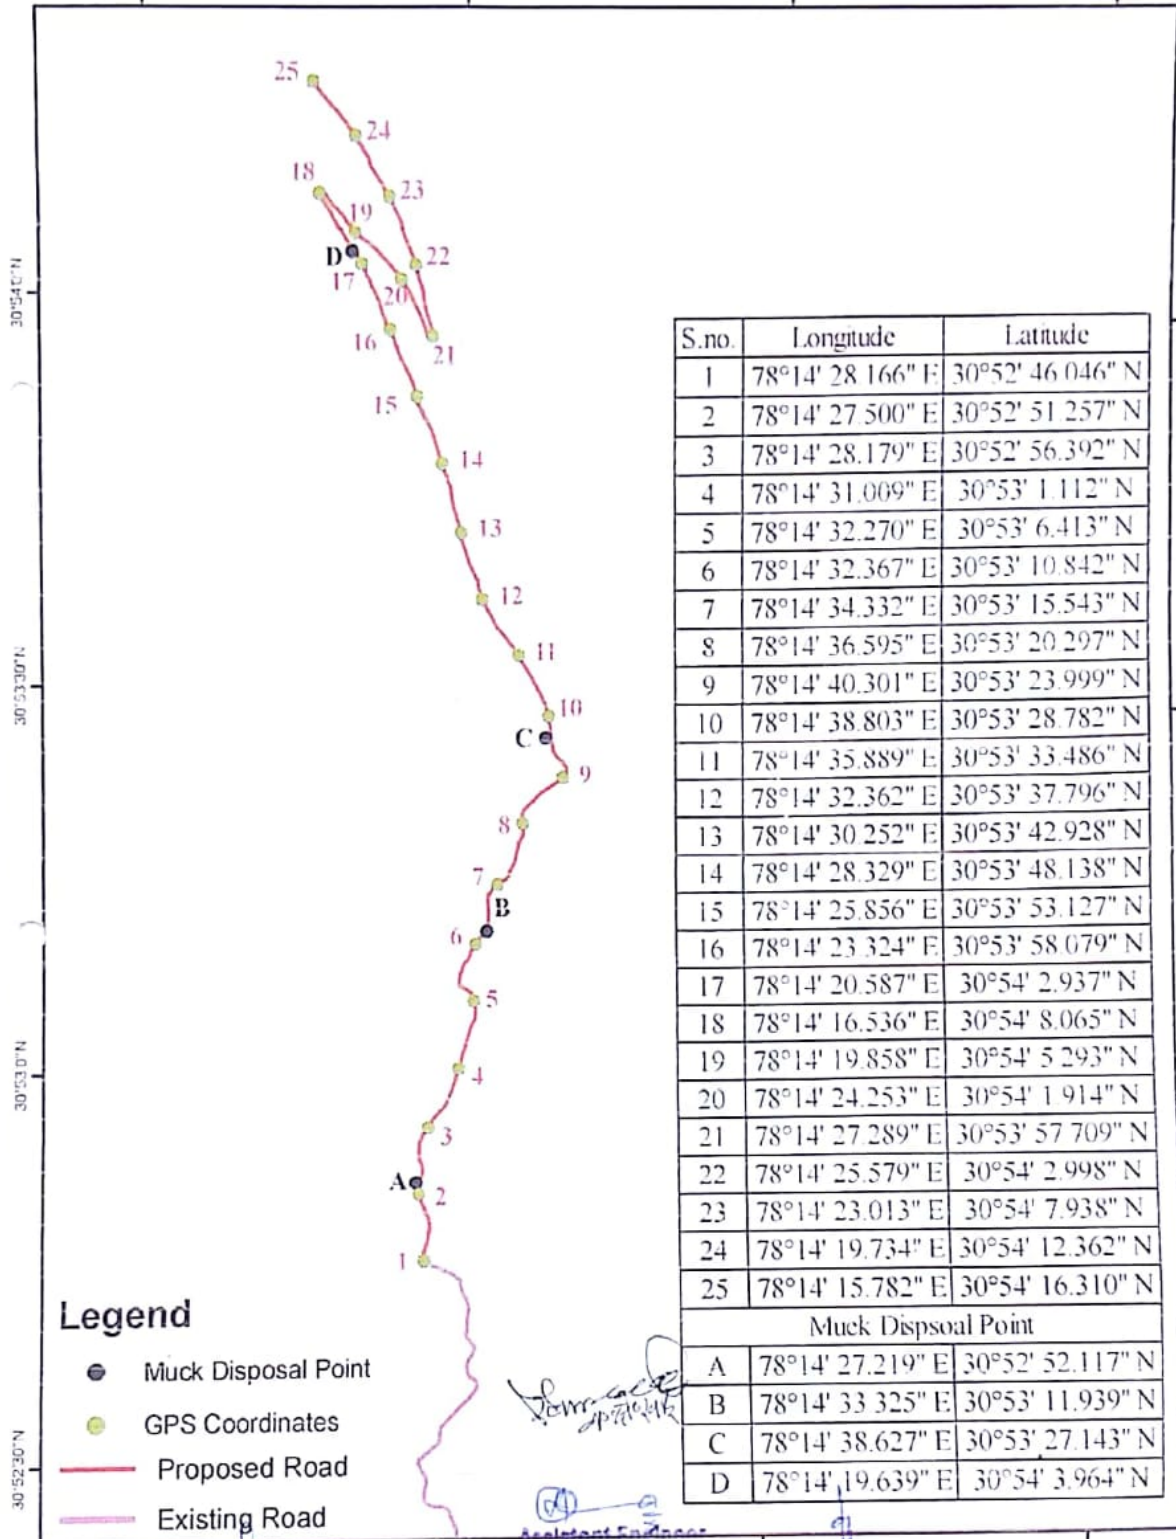 25
24
18
23
19
D
22
17
20
16
21
15
14
13
12
11
10
C
9
8
7
B
6
5
4
3
A
2
1
30°54'0"N
30°53'30"N
30°53'0"N
30°52'30"N
S.no. Longitude Latitude
1 78°14' 28.166" E 30°52' 46.046" N
2 78°14' 27.500" E 30°52' 51.257" N
3 78°14' 28.179" E 30°52' 56.392" N
4 78°14' 31.009" E 30°53' 1.112" N
5 78°14' 32.270" E 30°53' 6.413" N
6 78°14' 32.367" E 30°53' 10.842" N
7 78°14' 34.332" E 30°53' 15.543" N
8 78°14' 36.595" E 30°53' 20.297" N
9 78°14' 40.301" E 30°53' 23.999" N
10 78°14' 38.803" E 30°53' 28.782" N
11 78°14' 35.889" E 30°53' 33.486" N
12 78°14' 32.362" E 30°53' 37.796" N
13 78°14' 30.252" E 30°53' 42.928" N
14 78°14' 28.329" E 30°53' 48.138" N
15 78°14' 25.856" E 30°53' 53.127" N
16 78°14' 23.324" E 30°53' 58.079" N
17 78°14' 20.587" E 30°54' 2.937" N
18 78°14' 16.536" E 30°54' 8.065" N
19 78°14' 19.858" E 30°54' 5.293" N
20 78°14' 24.253" E 30°54' 1.914" N
21 78°14' 27.289" E 30°53' 57.709" N
22 78°14' 25.579" E 30°54' 2.998" N
23 78°14' 23.013" E 30°54' 7.938" N
24 78°14' 19.734" E 30°54' 12.362" N
25 78°14' 15.782" E 30°54' 16.310" N
Muck Dispsoal Point
A 78°14' 27.219" E 30°52' 52.117" N
B 78°14' 33.325" E 30°53' 11.939" N
C 78°14' 38.627" E 30°53' 27.143" N
D 78°14' 19.639" E 30°54' 3.964" N
Legend
Muck Disposal Point
GPS Coordinates
Proposed Road
Existing Road
Assistant Engineer